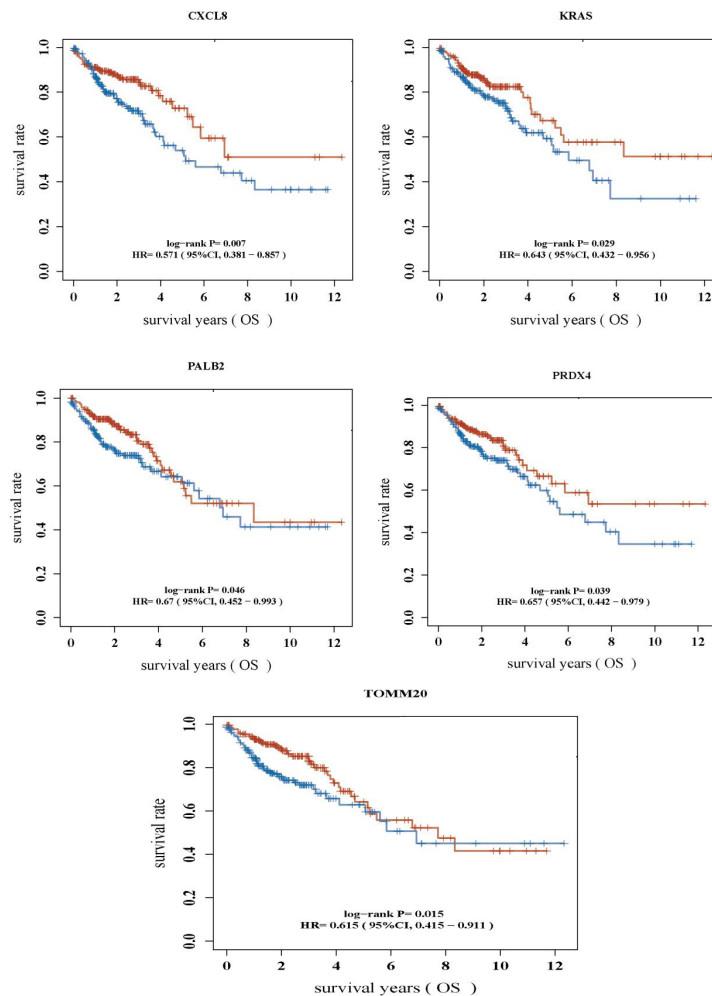 CXCL8
survival rate
1.0
0.8
0.6
0.4
0.2
0.0
log−rank P= 0.007
HR= 0.571 ( 95%CI, 0.381 − 0.857 )
0 2 4 6 8 10 12
survival years ( OS )
KRAS
survival rate
1.0
0.8
0.6
0.4
0.2
0.0
log−rank P= 0.029
HR= 0.643 ( 95%CI, 0.432 − 0.956 )
0 2 4 6 8 10 12
survival years ( OS )
PALB2
survival rate
1.0
0.8
0.6
0.4
0.2
0.0
log−rank P= 0.046
HR= 0.67 ( 95%CI, 0.452 − 0.993 )
0 2 4 6 8 10 12
survival years ( OS )
PRDX4
survival rate
1.0
0.8
0.6
0.4
0.2
0.0
log−rank P= 0.039
HR= 0.657 ( 95%CI, 0.442 − 0.979 )
0 2 4 6 8 10 12
survival years ( OS )
TOMM20
survival rate
1.0
0.8
0.6
0.4
0.2
0.0
log−rank P= 0.015
HR= 0.615 ( 95%CI, 0.415 − 0.911 )
0 2 4 6 8 10 12
survival years ( OS )